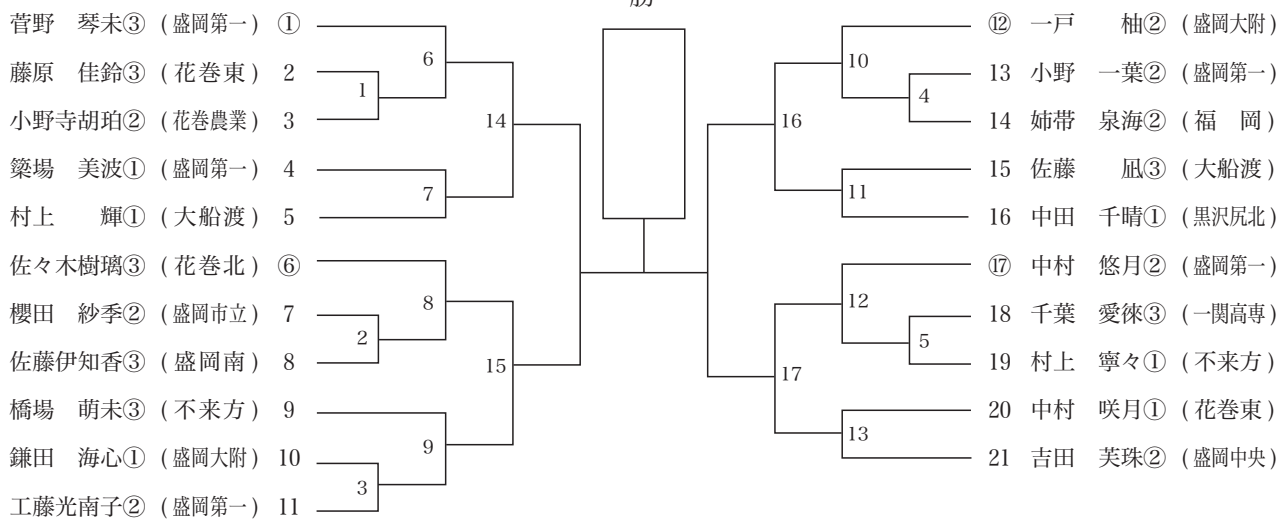 勝
菅野 琴未③ (盛岡第一) ①
藤原 佳鈴③ (花巻東) 2
小野寺胡珀② (花巻農業) 3
簗場 美波① (盛岡第一) 4
村上 輝① (大船渡) 5
佐々木樹璃③ (花巻北) ⑥
櫻田 紗季② (盛岡市立) 7
佐藤伊知香③ (盛岡南) 8
橋場 萌未③ (不来方) 9
鎌田 海心① (盛岡大附) 10
工藤光南子② (盛岡第一) 11
1
2
3
6
7
8
9
14
15
16
17
10
11
12
13
4
5
⑫ 一戸 柚② (盛岡大附)
13 小野 一葉② (盛岡第一)
14 姉帯 泉海② (福 岡)
15 佐藤 凪③ (大船渡)
16 中田 千晴① (黒沢尻北)
⑰ 中村 悠月② (盛岡第一)
18 千葉 愛徠③ (一関高専)
19 村上 寧々① (不来方)
20 中村 咲月① (花巻東)
21 吉田 芙珠② (盛岡中央)